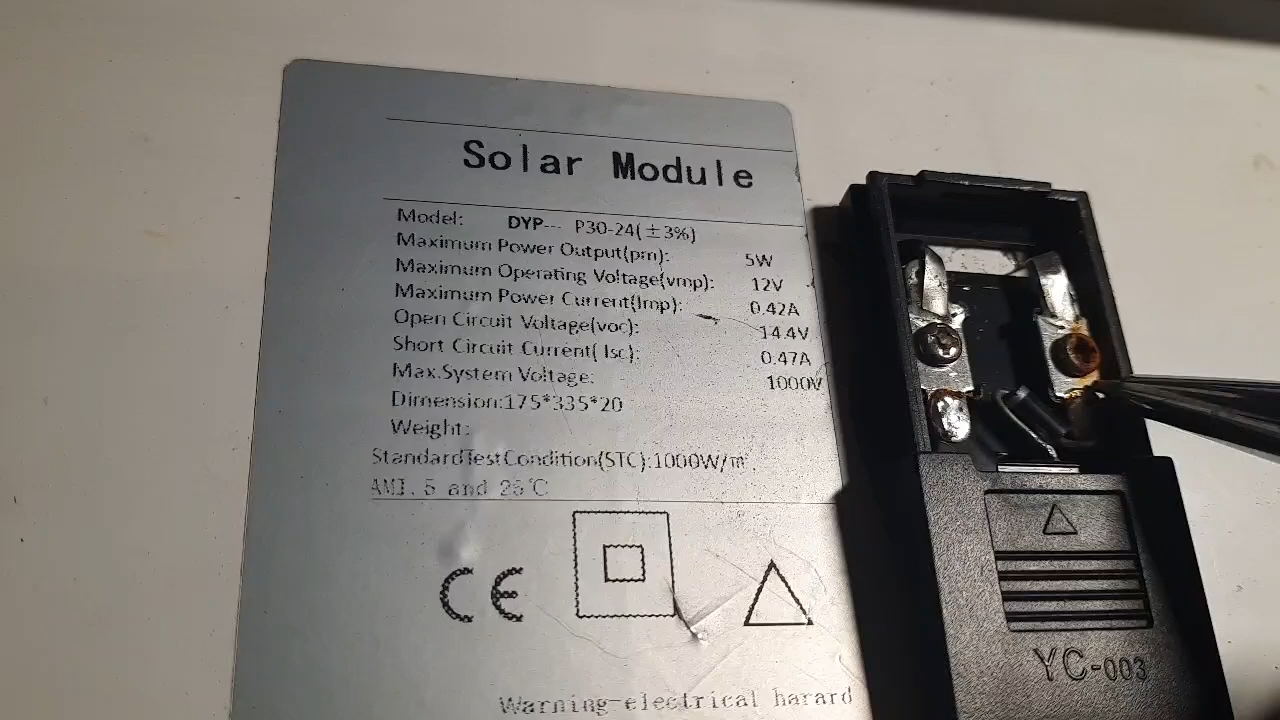 Solar Module
Model: DYP--- P30-24(±3%)
Maximum Power Output(pm): 5W
Maximum Operating Voltage(vmp): 12V
Maximum Power Current(Imp): 0.42A
Open Circuit Voltage(voc): 14.4V
Short Circuit Current( Isc): 0.47A
Max.System Voltage: 1000V
Dimension:175*335*20
Weight:
StandardTestCondition(STC):1000W/㎡,
AM1.5 and 25℃
CE
Warning-electrical harard
YC-003